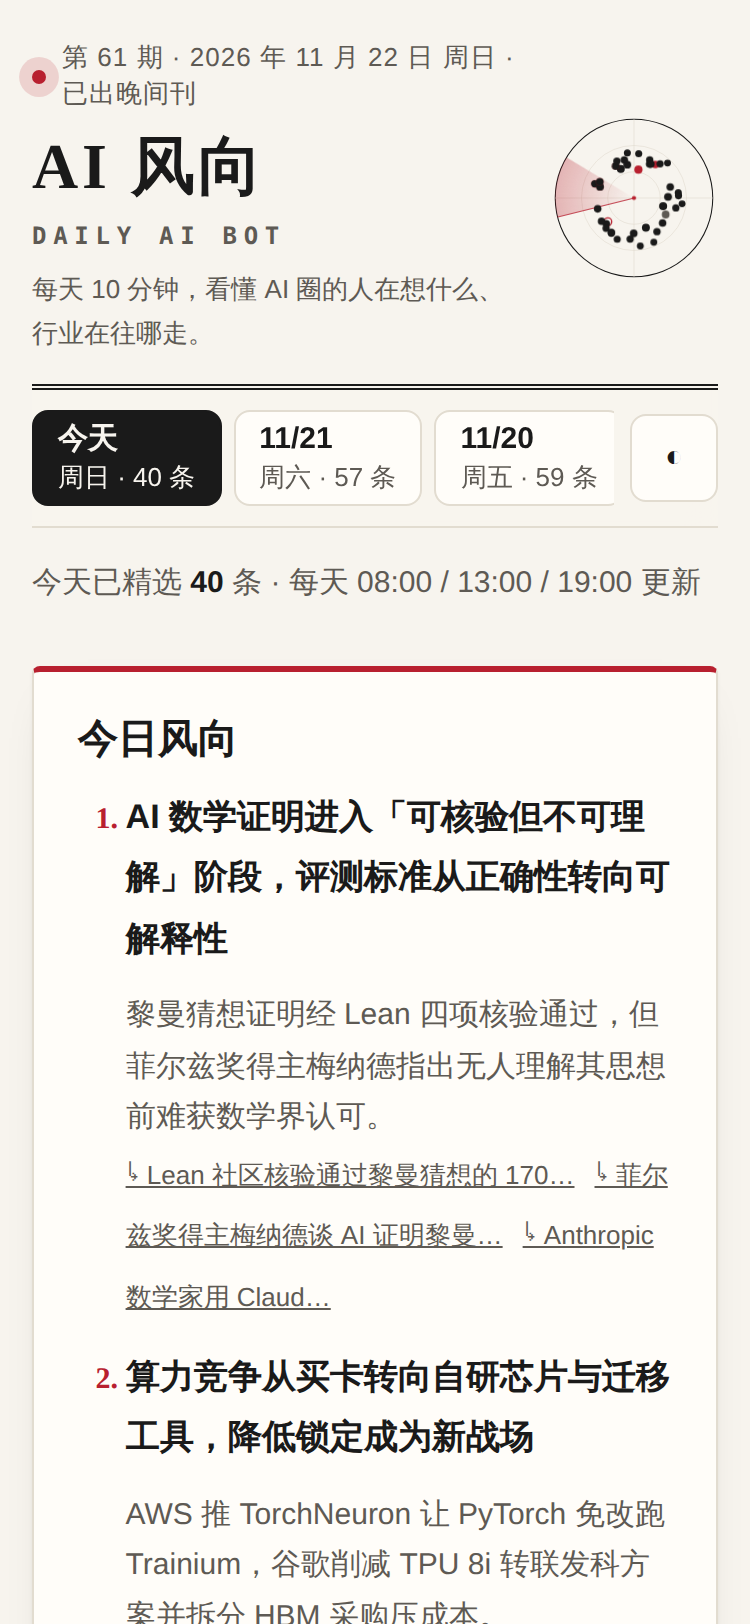 第 61 期 · 2026 年 11 月 22 日 周日 ·
已出晚间刊
AI 风向
DAILY AI BOT
每天 10 分钟，看懂 AI 圈的人在想什么、
行业在往哪走。
今天
周日 · 40 条
11/21
周六 · 57 条
11/20
周五 · 59 条
今天已精选 40 条 · 每天 08:00 / 13:00 / 19:00 更新
今日风向
1. AI 数学证明进入「可核验但不可理
解」阶段，评测标准从正确性转向可
解释性
黎曼猜想证明经 Lean 四项核验通过，但
菲尔兹奖得主梅纳德指出无人理解其思想
前难获数学界认可。
↳ Lean 社区核验通过黎曼猜想的 170… ↳ 菲尔
兹奖得主梅纳德谈 AI 证明黎曼… ↳ Anthropic
数学家用 Claud…
2. 算力竞争从买卡转向自研芯片与迁移
工具，降低锁定成为新战场
AWS 推 TorchNeuron 让 PyTorch 免改跑
Trainium，谷歌削减 TPU 8i 转联发科方
案并拆分 HBM 采购压成本。